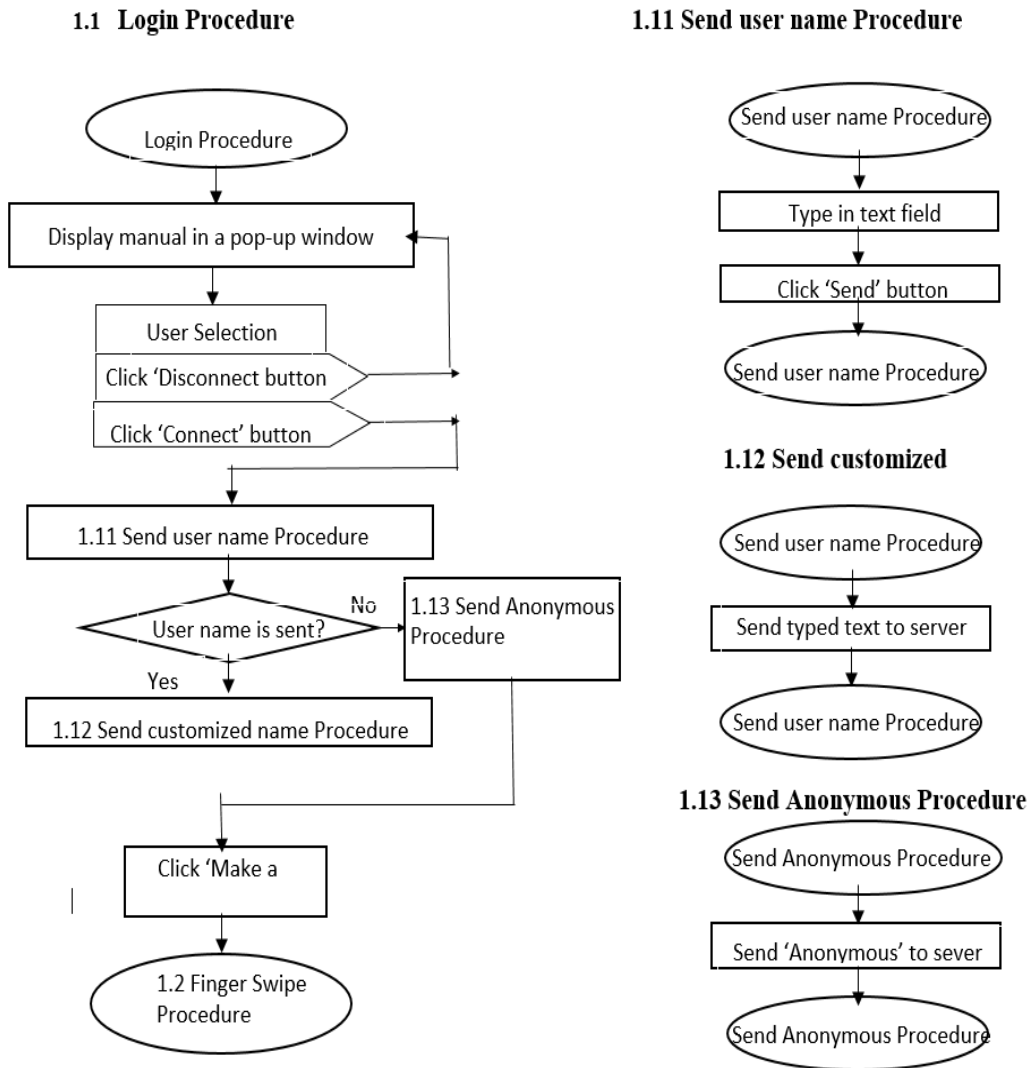 1.1 Login Procedure
Login Procedure
Display manual in a pop-up window
User Selection
Click ‘Disconnect button
Click ‘Connect’ button
1.11 Send user name Procedure
User name is sent?
No
1.13 Send Anonymous
Procedure
Yes
1.12 Send customized name Procedure
Click ‘Make a
1.2 Finger Swipe
Procedure
1.11 Send user name Procedure
Send user name Procedure
Type in text field
Click ‘Send’ button
Send user name Procedure
1.12 Send customized
Send user name Procedure
Send typed text to server
Send user name Procedure
1.13 Send Anonymous Procedure
Send Anonymous Procedure
Send ‘Anonymous’ to sever
Send Anonymous Procedure